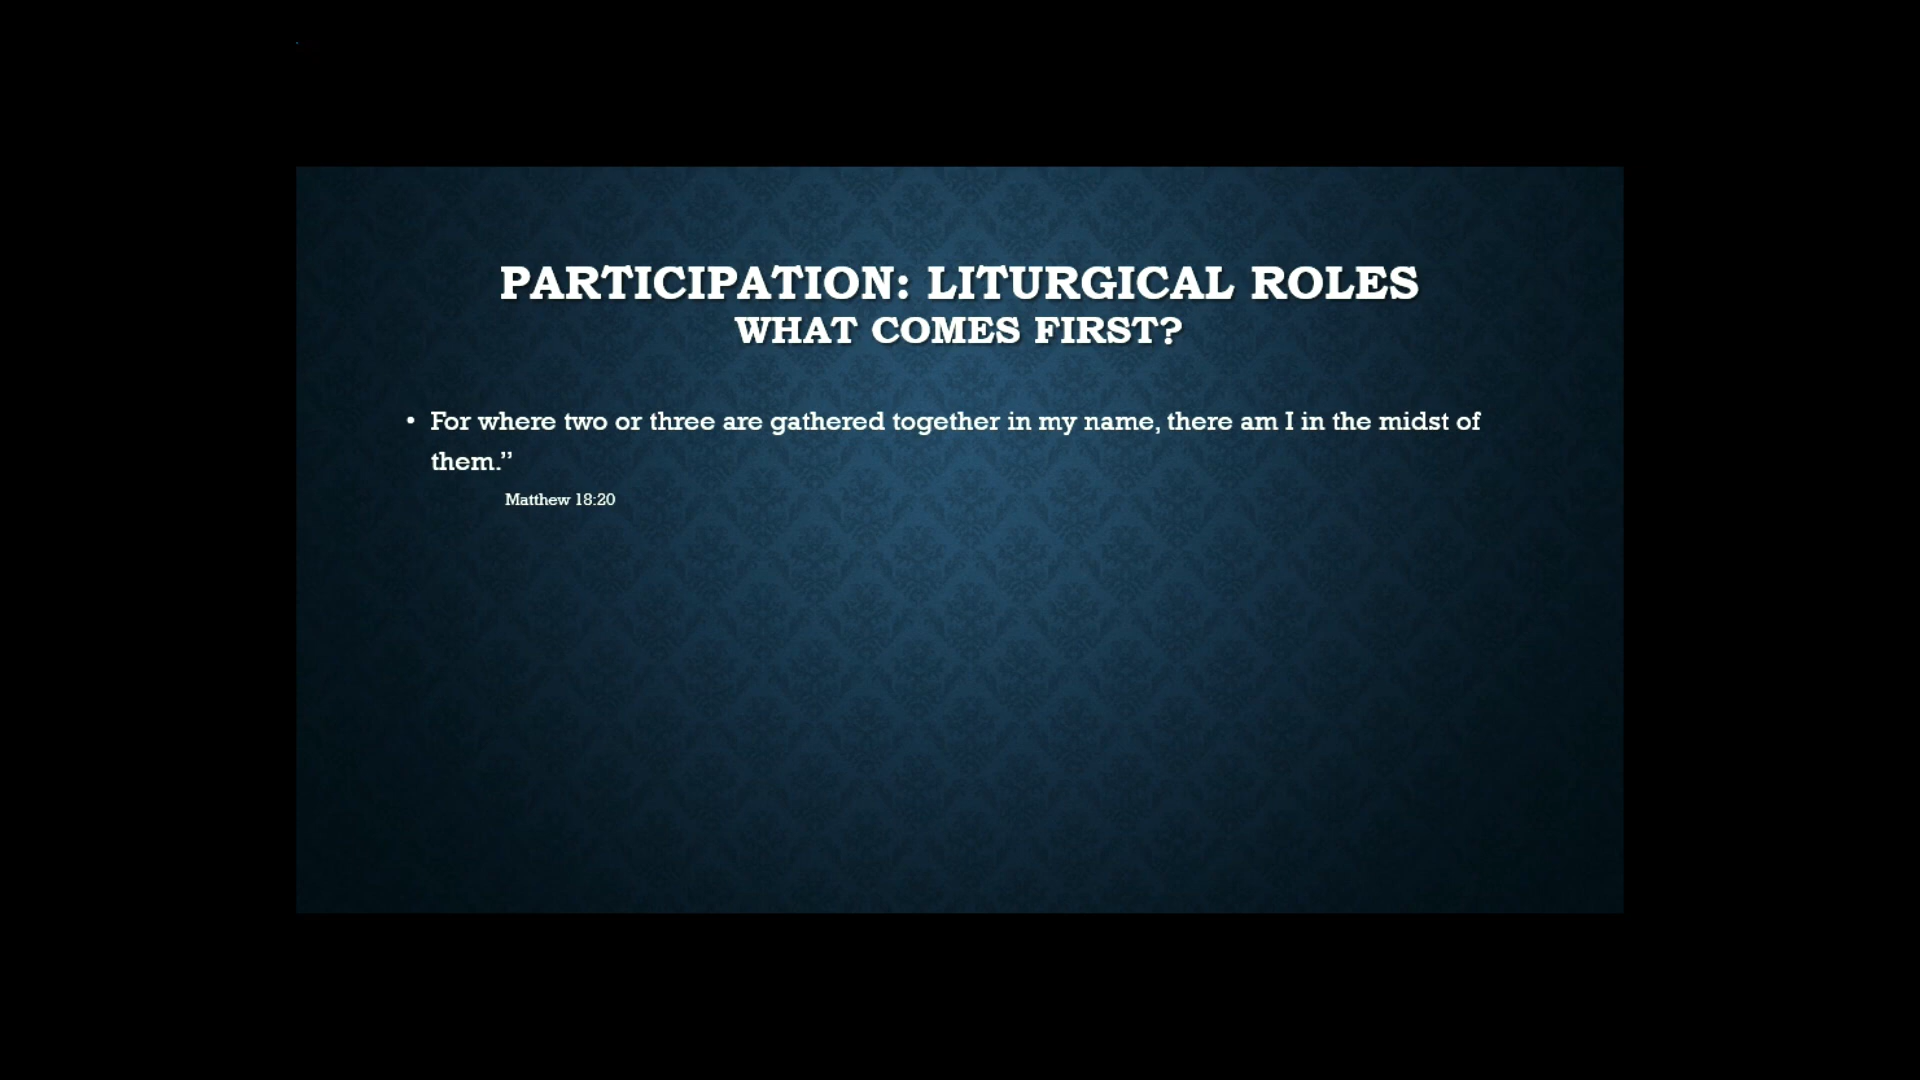 PARTICIPATION: LITURGICAL ROLES
WHAT COMES FIRST?
• For where two or three are gathered together in my name, there am I in the midst of
them.”
Matthew 18:20